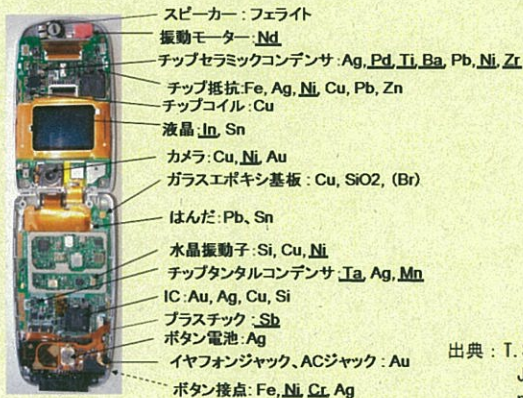 スピーカー：フェライト
振動モーター：Nd
チップセラミックコンデンサ：Ag, Pd, Ti, Ba, Pb, Ni, Zr
チップ抵抗：Fe, Ag, Ni, Cu, Pb, Zn
チップコイル：Cu
液晶：In, Sn
カメラ：Cu, Ni, Au
ガラスエポキシ基板：Cu, SiO2, (Br)
はんだ：Pb、Sn
水晶振動子：Si, Cu, Ni
チップタンタルコンデンサ：Ta, Ag, Mn
IC：Au, Ag, Cu, Si
プラスチック：Sb
ボタン電池：Ag
イヤフォンジャック、ACジャック：Au
ボタン接点：Fe, Ni, Cr, Ag
出典：T.
J